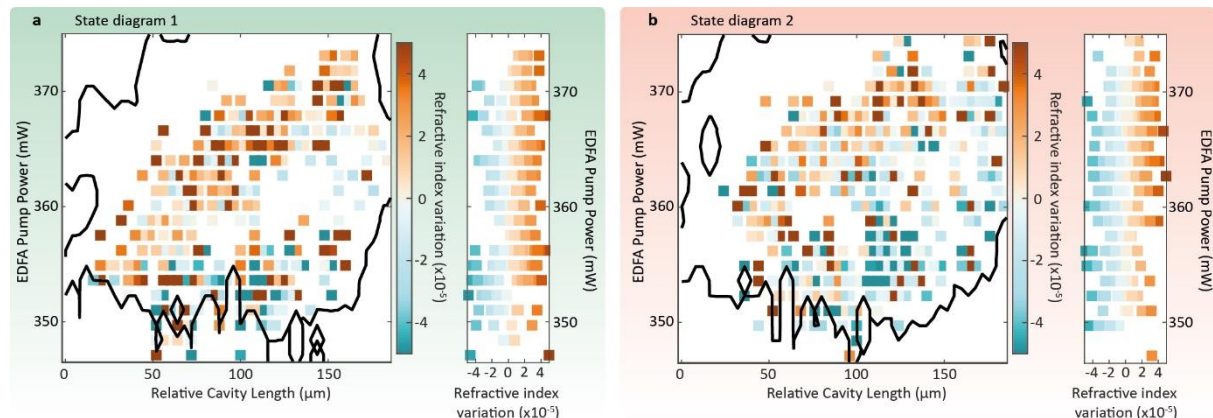 a State diagram 1
EDFA Pump Power (mW)
370
360
350
0 50 100 150
Relative Cavity Length (µm)
4
2
0
-2
-4
Refractive index variation (x10⁻⁵)
370
360
350
EDFA Pump Power (mW)
-4 -2 0 2 4
Refractive index
variation (x10⁻⁵)
b State diagram 2
EDFA Pump Power (mW)
370
360
350
0 50 100 150
Relative Cavity Length (µm)
4
2
0
-2
-4
Refractive index variation (x10⁻⁵)
370
360
350
EDFA Pump Power (mW)
-4 -2 0 2 4
Refractive index
variation (x10⁻⁵)